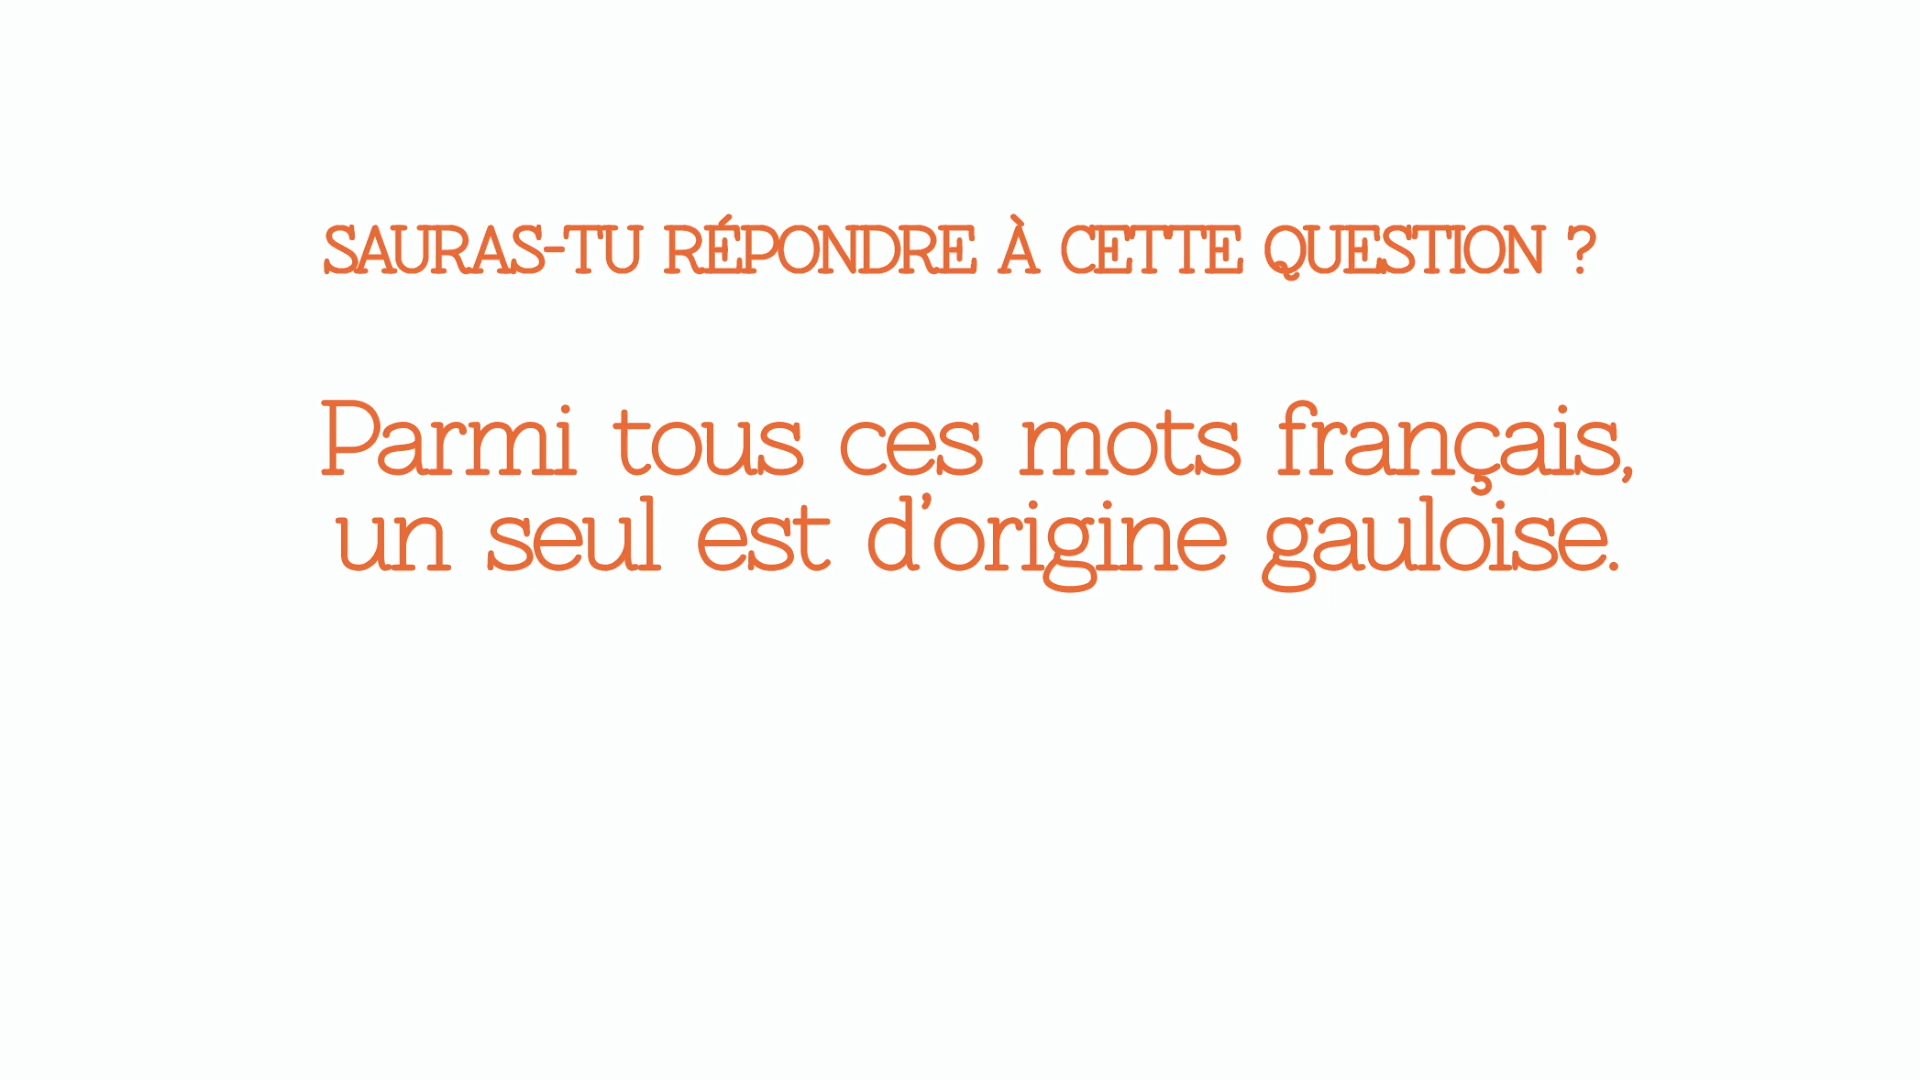 SAURAS-TU RÉPONDRE À CETTE QUESTION ?
Parmi tous ces mots français,
un seul est d'origine gauloise.